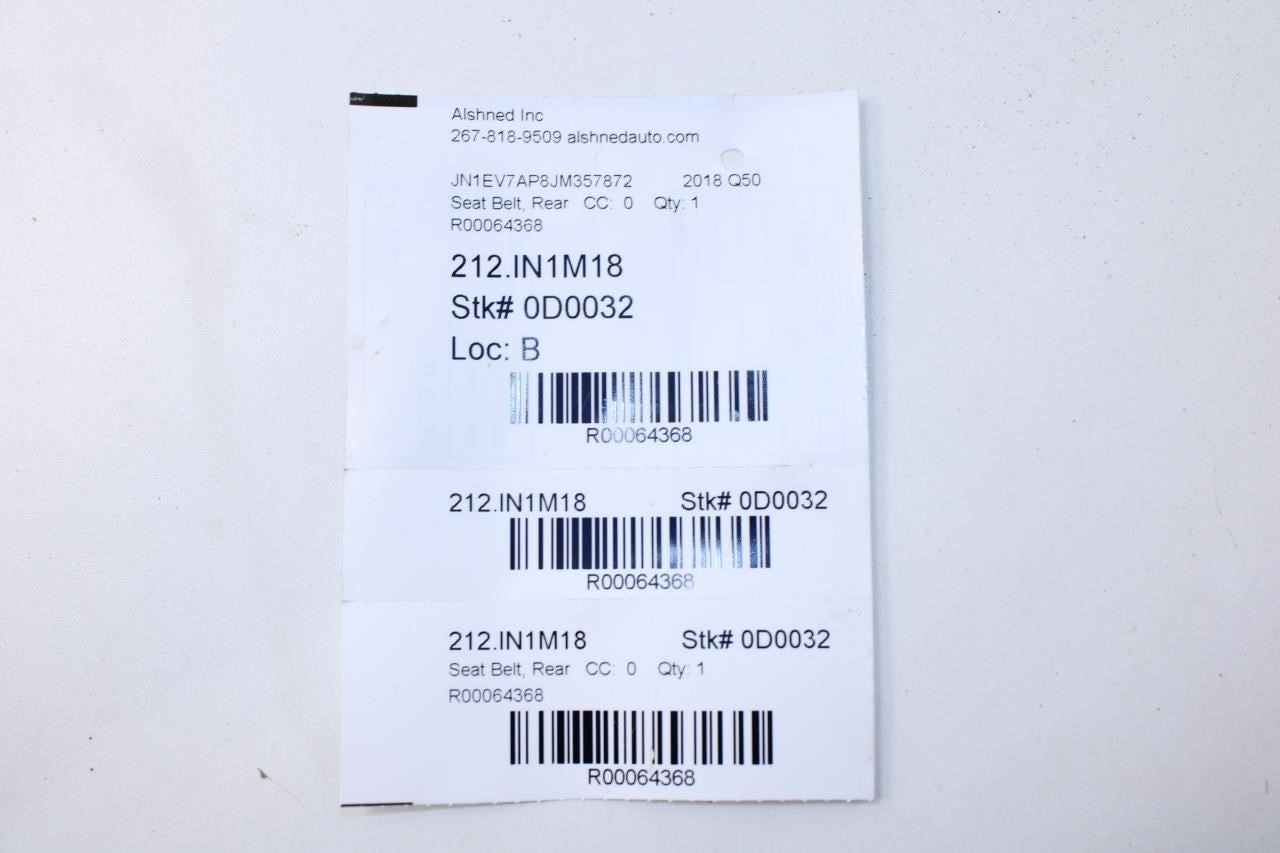 Alshned Inc
267-818-9509 alshnedauto.com
JN1EV7AP8JM357872 2018 Q50
Seat Belt, Rear CC: 0 Qty: 1
R00064368
212.IN1M18
Stk# 0D0032
Loc: B
R00064368
212.IN1M18 Stk# 0D0032
R00064368
212.IN1M18 Stk# 0D0032
Seat Belt, Rear CC: 0 Qty: 1
R00064368
R00064368